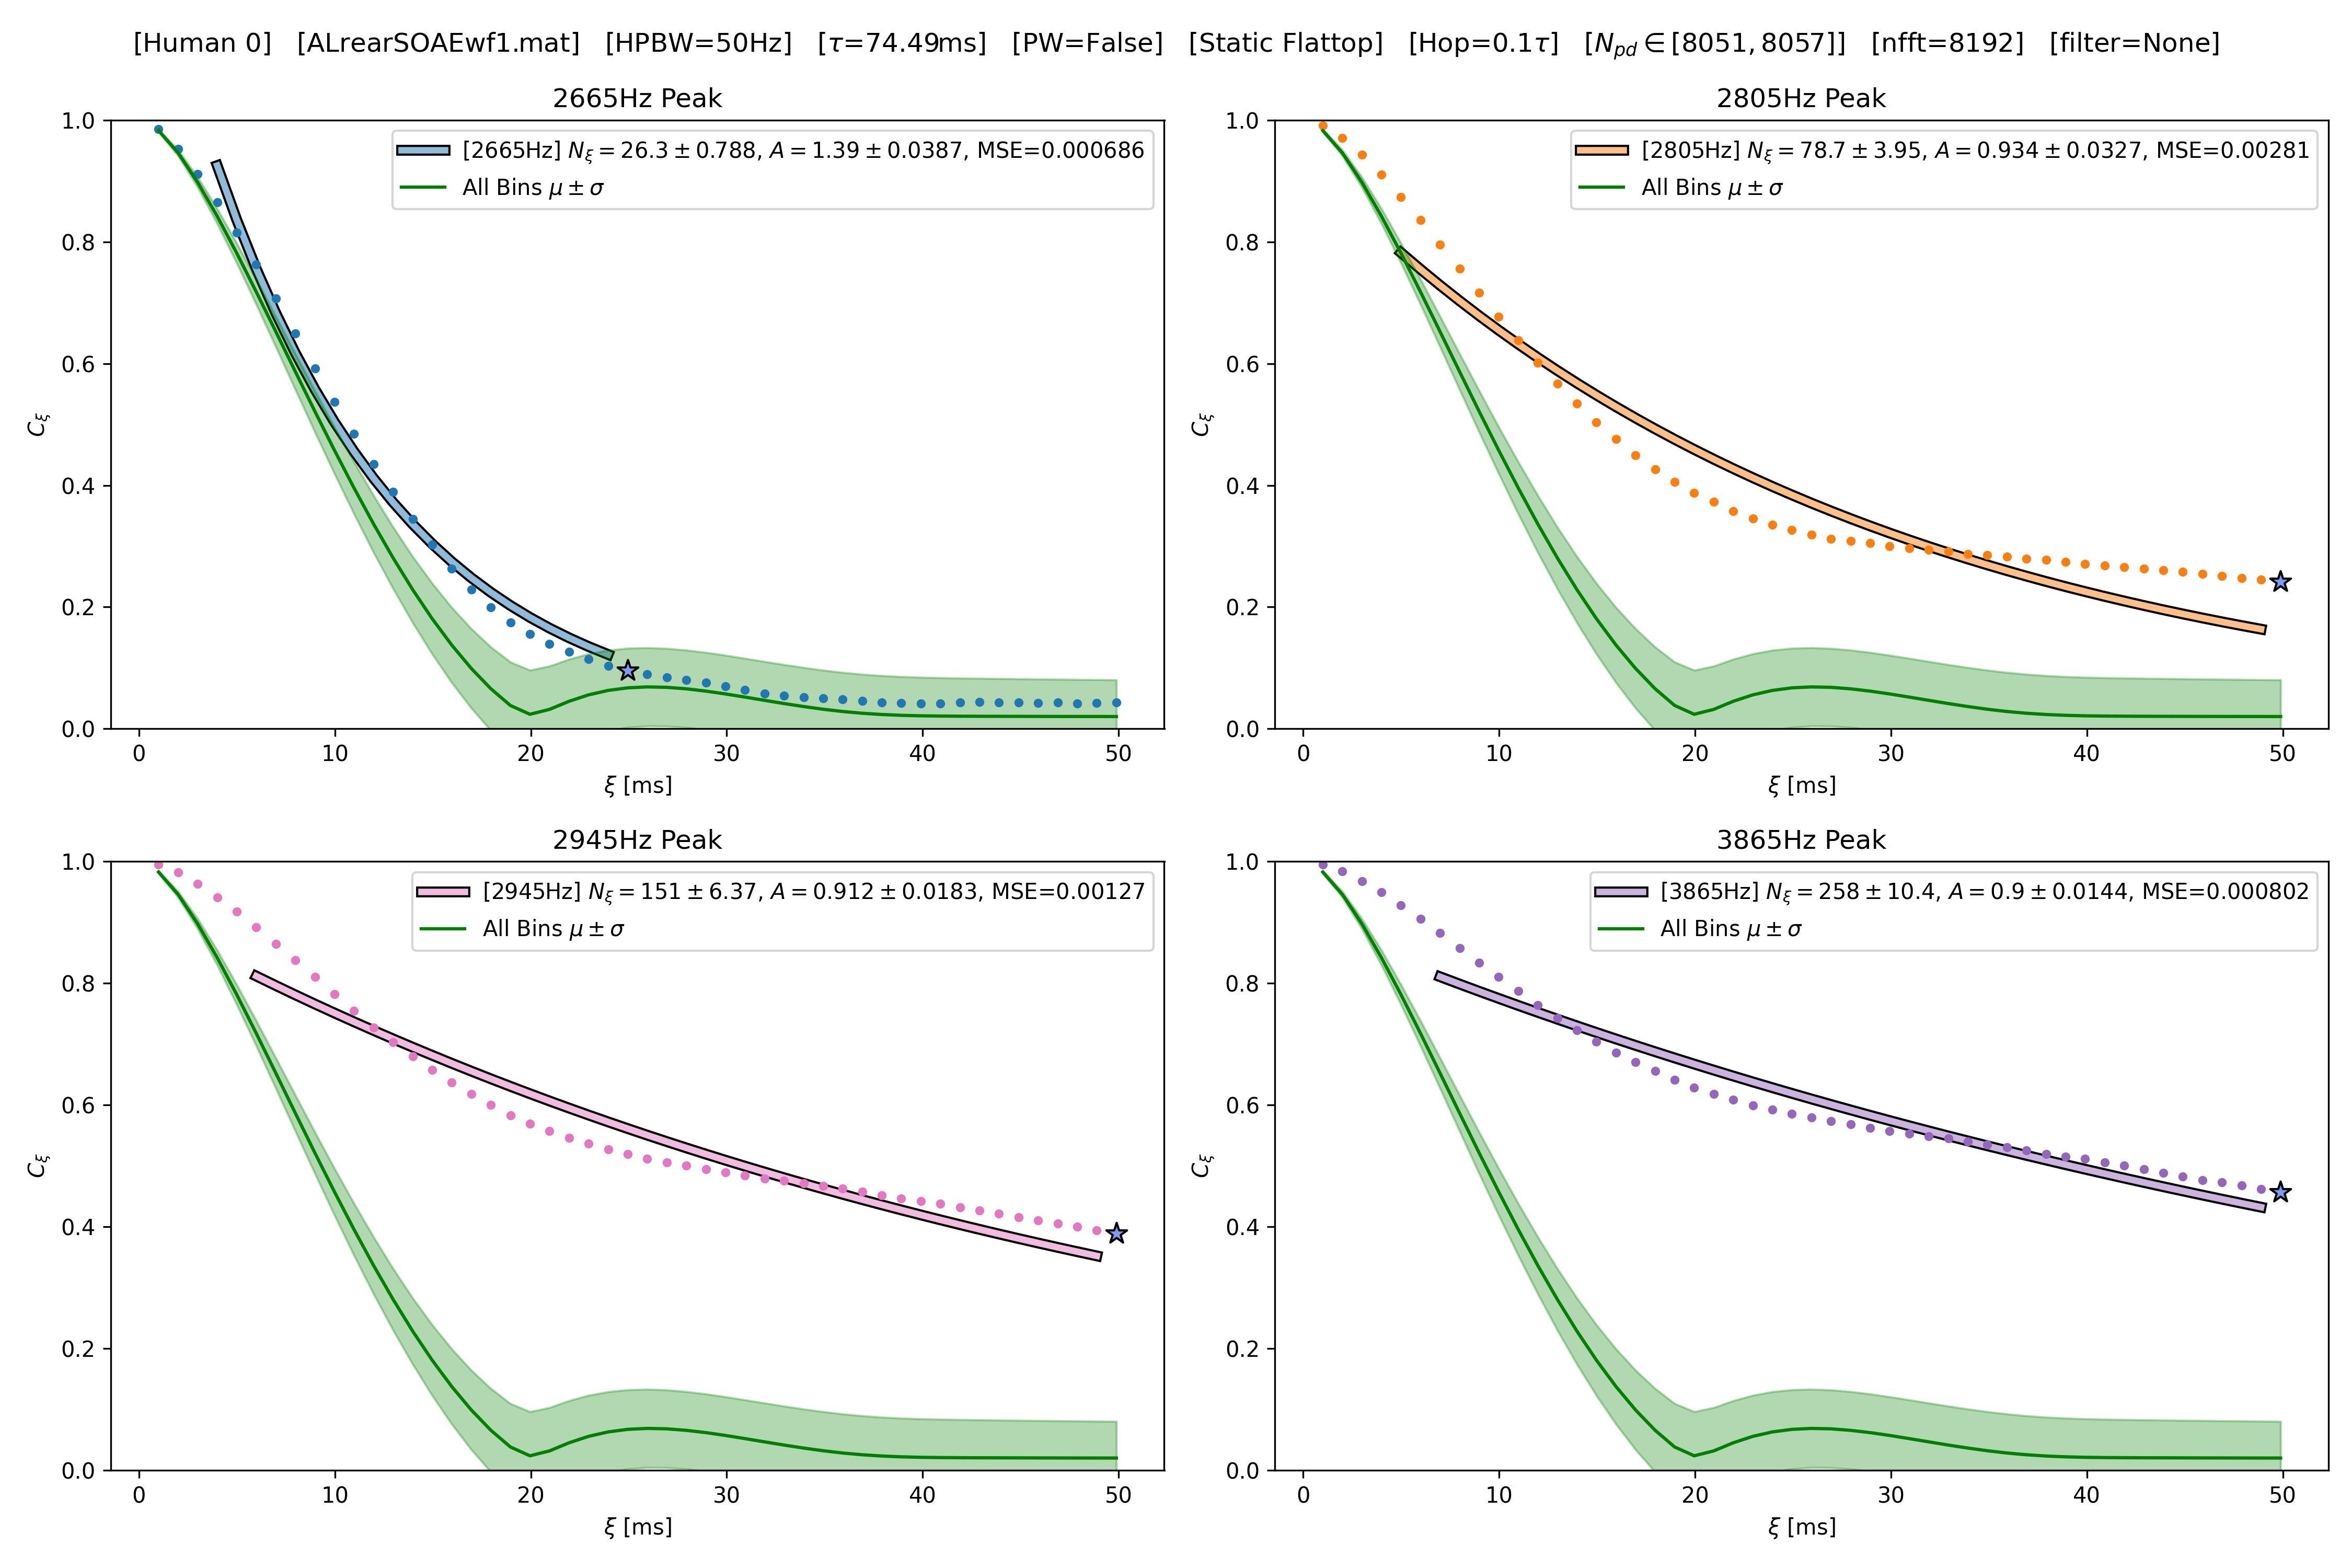 [Human 0] [ALrearSOAEwf1.mat] [HPBW=50Hz] [τ=74.49ms] [PW=False] [Static Flattop] [Hop=0.1τ] [N_pd ∈ [8051, 8057]] [nfft=8192] [filter=None]
2665Hz Peak
[2665Hz] N_ξ = 26.3 ± 0.788, A = 1.39 ± 0.0387, MSE=0.000686
All Bins μ ± σ
1.0
0.8
0.6
0.4
0.2
0.0
C_ξ
0 10 20 30 40 50
ξ [ms]
2805Hz Peak
[2805Hz] N_ξ = 78.7 ± 3.95, A = 0.934 ± 0.0327, MSE=0.00281
All Bins μ ± σ
1.0
0.8
0.6
0.4
0.2
0.0
C_ξ
0 10 20 30 40 50
ξ [ms]
2945Hz Peak
[2945Hz] N_ξ = 151 ± 6.37, A = 0.912 ± 0.0183, MSE=0.00127
All Bins μ ± σ
1.0
0.8
0.6
0.4
0.2
0.0
C_ξ
0 10 20 30 40 50
ξ [ms]
3865Hz Peak
[3865Hz] N_ξ = 258 ± 10.4, A = 0.9 ± 0.0144, MSE=0.000802
All Bins μ ± σ
1.0
0.8
0.6
0.4
0.2
0.0
C_ξ
0 10 20 30 40 50
ξ [ms]